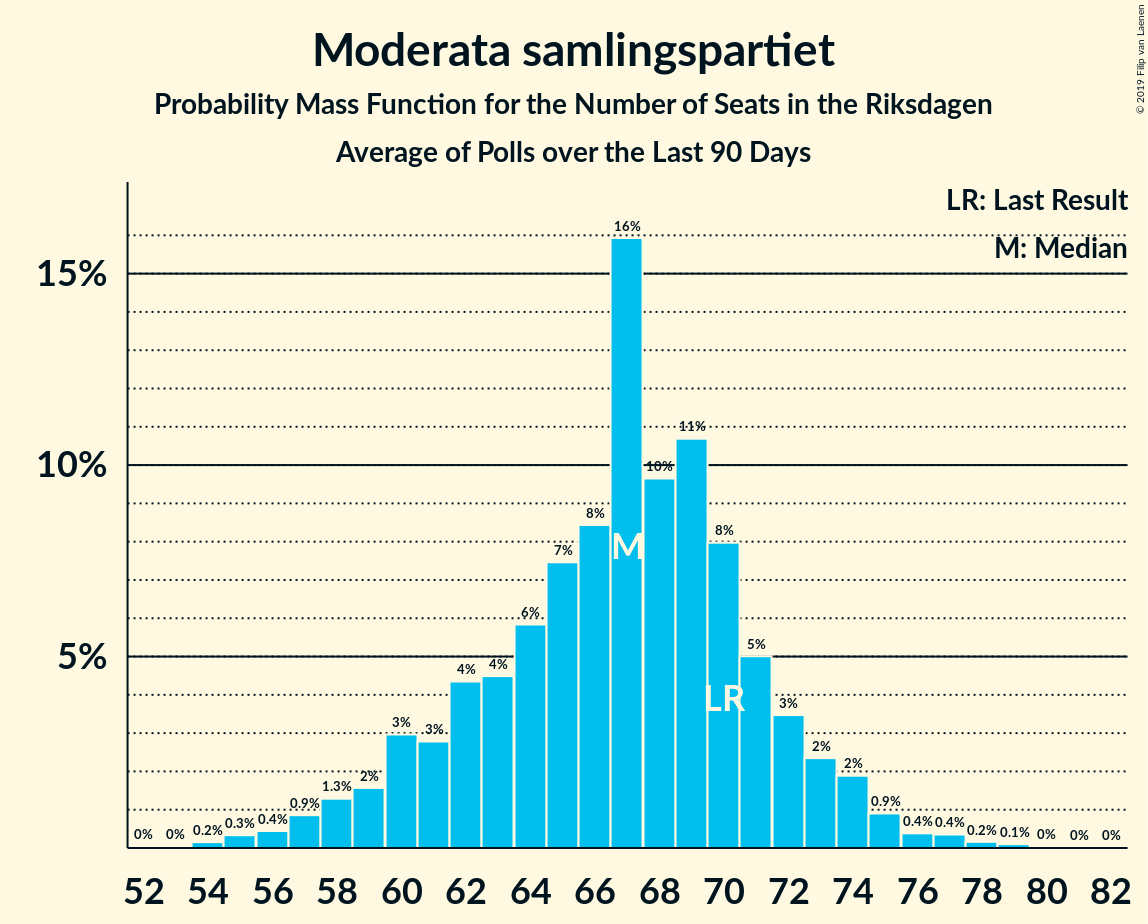 Moderata samlingspartiet
Probability Mass Function for the Number of Seats in the Riksdagen
Average of Polls over the Last 90 Days
© 2019 Filip van Laenen
LR: Last Result
M: Median
15%
10%
5%
0% 0% 0.2% 0.3% 0.4% 0.9% 1.3% 2% 3% 3% 4% 4% 6% 7% 8% 16% 10% 11% 8% 5% 3% 2% 2% 0.9% 0.4% 0.4% 0.2% 0.1% 0% 0% 0%
M
LR
52 54 56 58 60 62 64 66 68 70 72 74 76 78 80 82